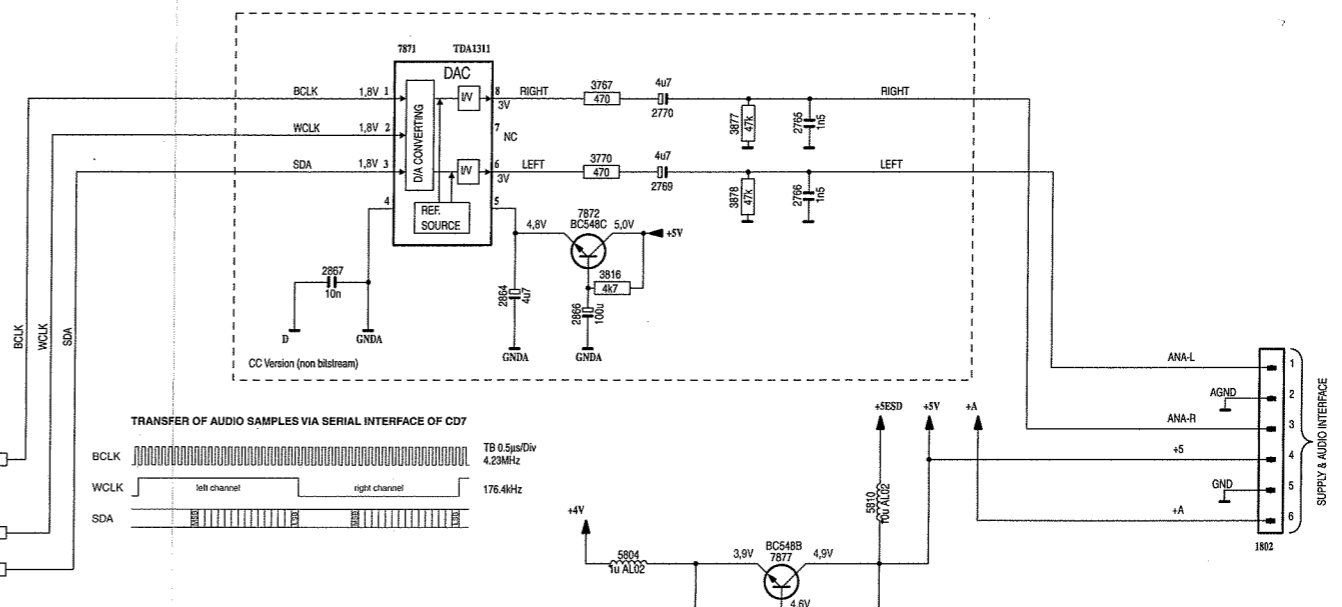 7871 TDA1311
DAC
BCLK 1,8V 1
WCLK 1,8V 2
SDA 1,8V 3
4
D/A CONVERTING
I/V
I/V
REF.
SOURCE
8 RIGHT
3V
7
NC
6 LEFT
3V
5
3767
470
4u7
2770
3877
47k
2765
1n5
RIGHT
3770
470
4u7
2769
3878
47k
2766
1n5
LEFT
4,8V
7872
BC548C
5,0V
+5V
3816
4k7
2864
4u7
2866
100u
GNDA
GNDA
2867
10n
D
GNDA
CC Version (non bitstream)
BCLK
WCLK
SDA
TRANSFER OF AUDIO SAMPLES VIA SERIAL INTERFACE OF CD7
BCLK
TB 0.5µs/Div
4.23MHz
WCLK left channel right channel 176.4kHz
SDA MSB LSB MSB LSB
+4V
5804
1u AL02
3,9V
BC548B
7877
4,9V
4,6V
+5ESD
+5V
+A
5810
10u AL02
ANA-L 1
AGND 2
ANA-R 3
+5 4
GND 5
+A 6
1802
SUPPLY & AUDIO INTERFACE